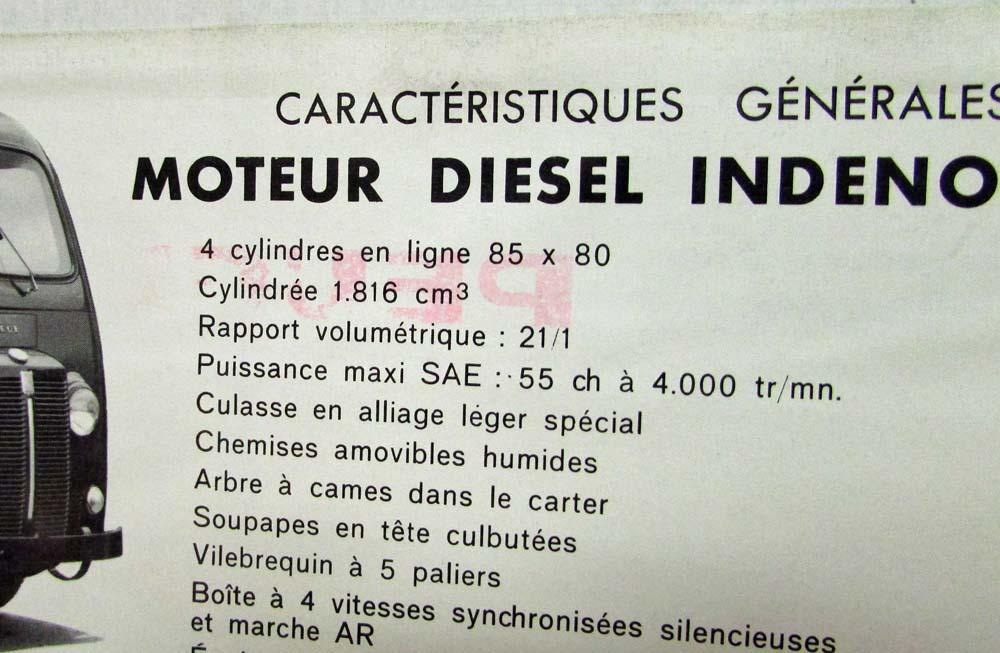 CARACTÉRISTIQUES GÉNÉRALES
MOTEUR DIESEL INDENO
4 cylindres en ligne 85 x 80
Cylindrée 1.816 cm3
Rapport volumétrique : 21/1
Puissance maxi SAE : 55 ch à 4.000 tr/mn.
Culasse en alliage léger spécial
Chemises amovibles humides
Arbre à cames dans le carter
Soupapes en tête culbutées
Vilebrequin à 5 paliers
Boîte à 4 vitesses synchronisées silencieuses
et marche AR